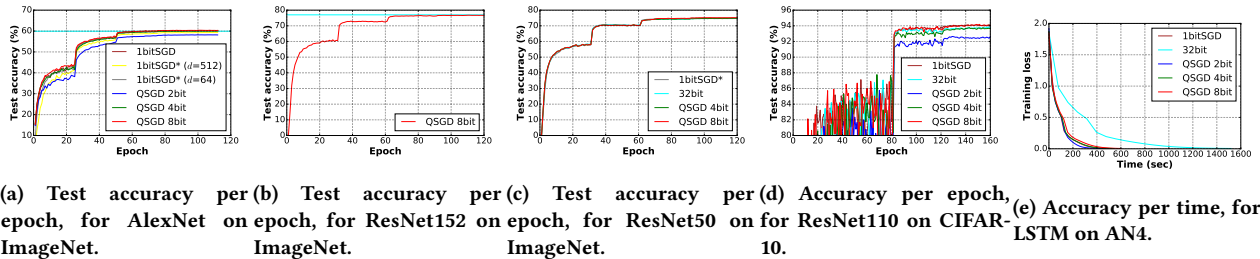 Test accuracy (%)
70
60
50
40
30
20
10
0 20 40 60 80 100 120
Epoch
1bitSGD
1bitSGD* (d=512)
1bitSGD* (d=64)
QSGD 2bit
QSGD 4bit
QSGD 8bit
(a) Test accuracy per
epoch, for AlexNet on
ImageNet.
Test accuracy (%)
80
70
60
50
40
30
20
10
0
0 20 40 60 80 100 120
Epoch
QSGD 8bit
(b) Test accuracy per
epoch, for ResNet152 on
ImageNet.
Test accuracy (%)
80
70
60
50
40
30
20
10
0
0 20 40 60 80 100 120
Epoch
1bitSGD*
32bit
QSGD 4bit
QSGD 8bit
(c) Test accuracy per
epoch, for ResNet50 on
ImageNet.
Test accuracy (%)
96
94
92
90
88
86
84
82
80
0 20 40 60 80 100 120 140 160
Epoch
1bitSGD
32bit
QSGD 2bit
QSGD 4bit
QSGD 8bit
(d) Accuracy per epoch,
for ResNet110 on CIFAR-
10.
Training loss
2.0
1.5
1.0
0.5
0.0
0 200 400 600 800 1000 1200 1400 1600
Time (sec)
1bitSGD
32bit
QSGD 2bit
QSGD 4bit
QSGD 8bit
(e) Accuracy per time, for
LSTM on AN4.